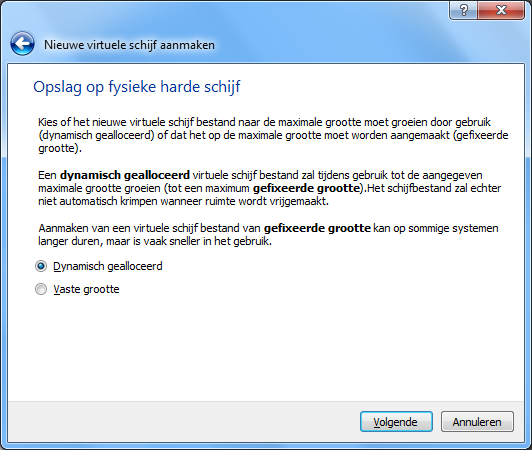 Nieuwe virtuele schijf aanmaken
Opslag op fysieke harde schijf
Kies of het nieuwe virtuele schijf bestand naar de maximale grootte moet groeien door gebruik
(dynamisch gealloceerd) of dat het op de maximale grootte moet worden aangemaakt (gefixeerde
grootte).
Een dynamisch gealloceerd virtuele schijf bestand zal tijdens gebruik tot de aangegeven
maximale grootte groeien (tot een maximum gefixeerde grootte).Het schijfbestand zal echter
niet automatisch krimpen wanneer ruimte wordt vrijgemaakt.
Aanmaken van een virtuele schijf bestand van gefixeerde grootte kan op sommige systemen
langer duren, maar is vaak sneller in het gebruik.
Dynamisch gealloceerd
Vaste grootte
Volgende
Annuleren